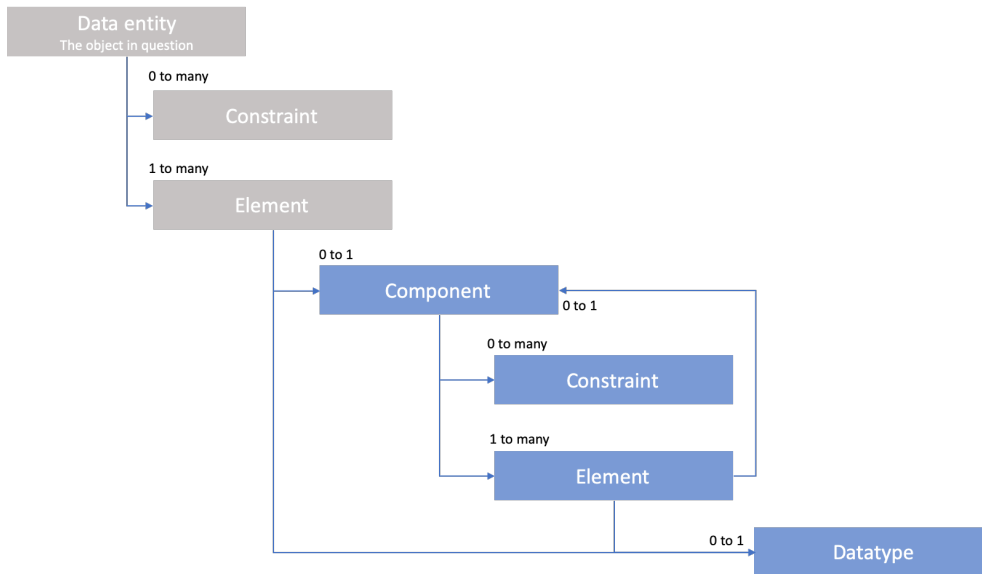 Data entity
The object in question
0 to many
Constraint
1 to many
Element
0 to 1
Component
0 to 1
0 to many
Constraint
1 to many
Element
0 to 1
Datatype